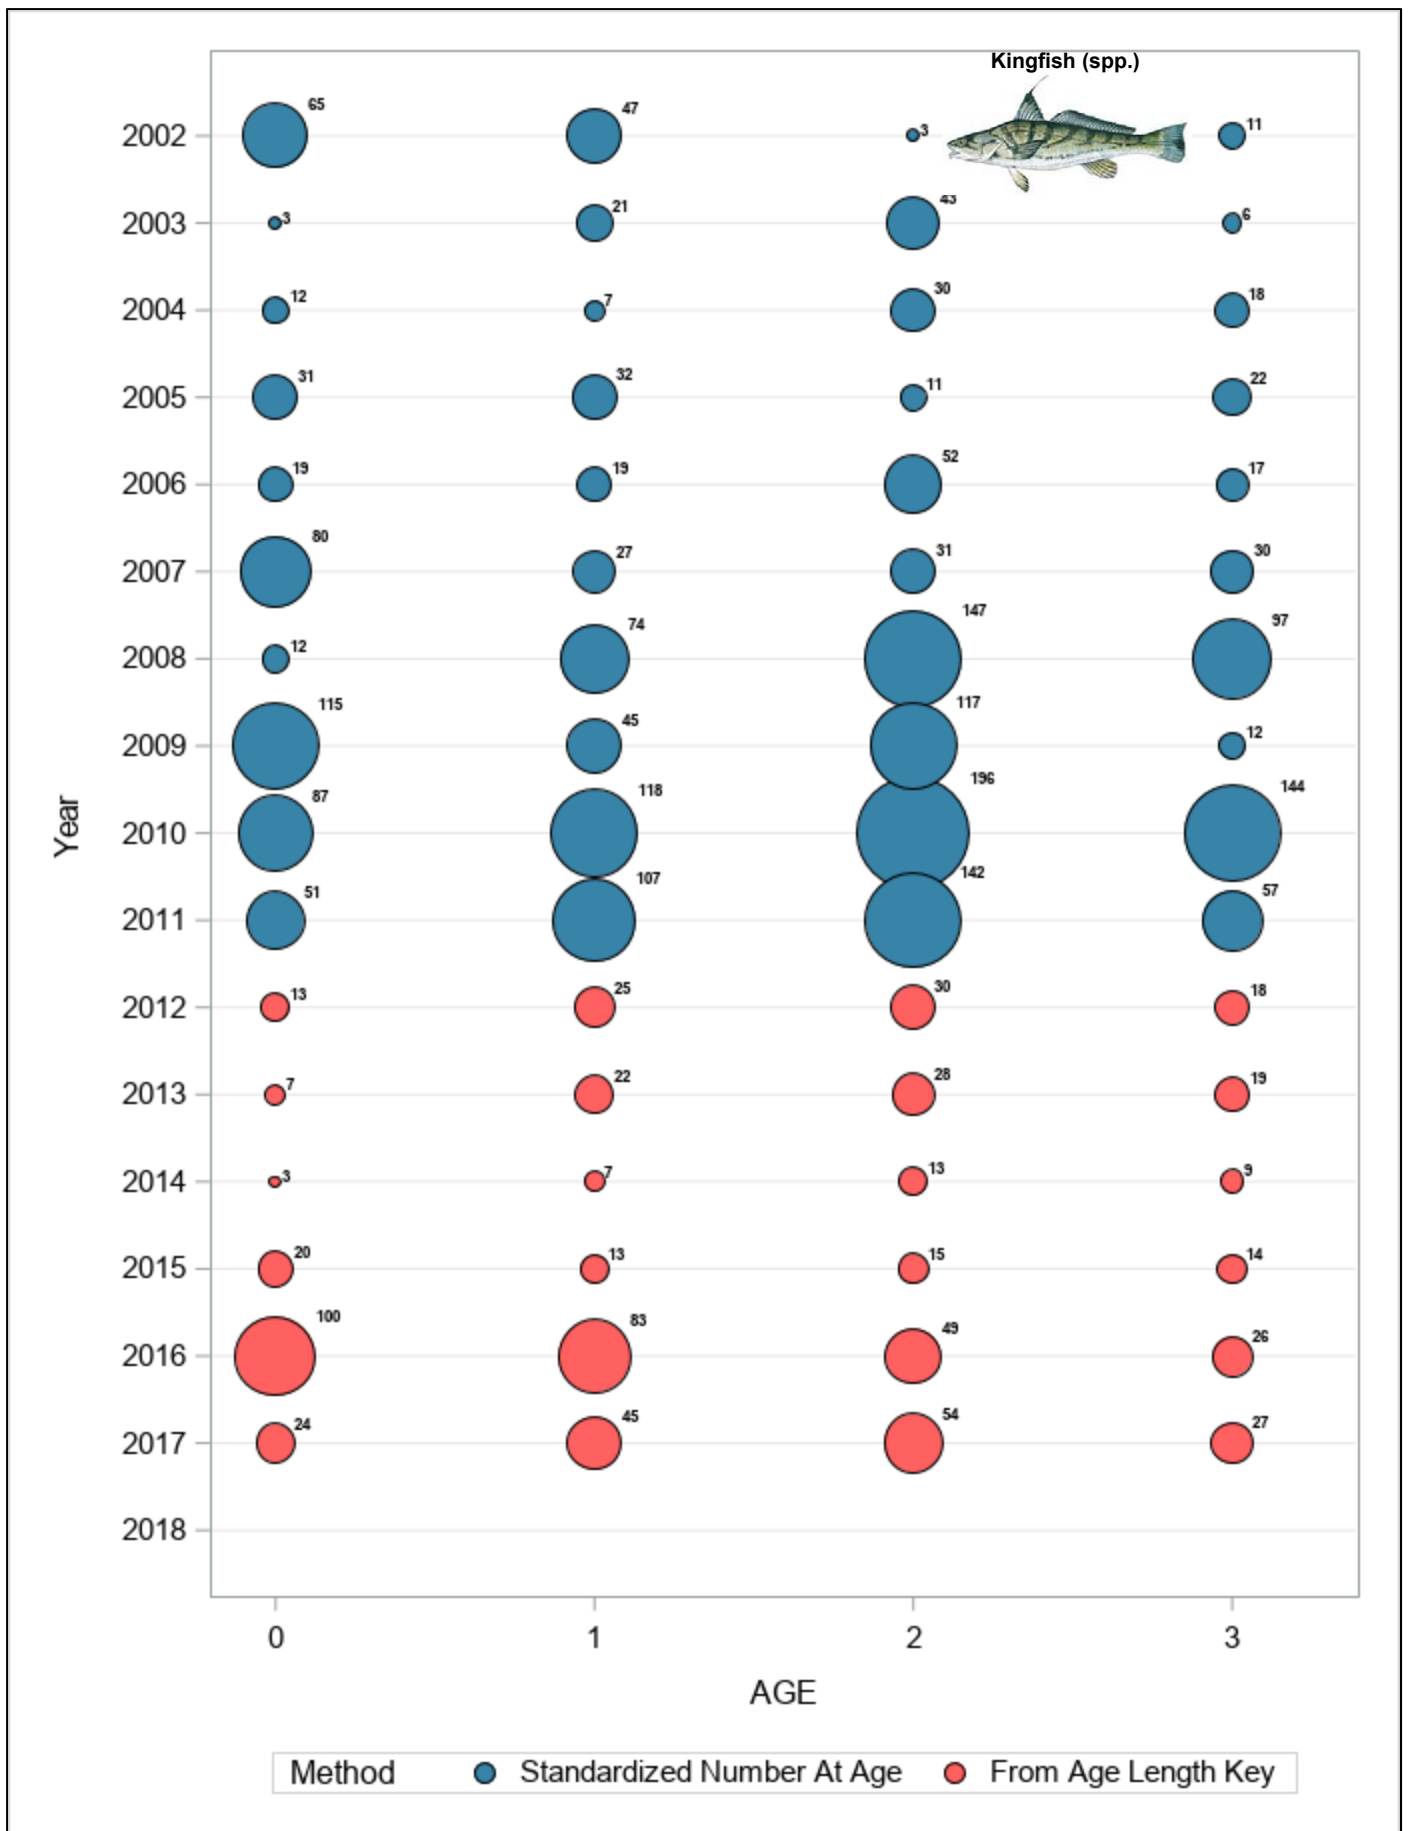 Kingfish (spp.)
2002 65 47 3 11
2003 3 21 43 6
2004 12 7 30 18
2005 31 32 11 22
2006 19 19 52 17
2007 80 27 31 30
2008 12 74 147 97
2009 115 45 117 12
2010 87 118 196 144
2011 51 107 142 57
2012 13 25 30 18
2013 7 22 28 19
2014 3 7 13 9
2015 20 13 15 14
2016 100 83 49 26
2017 24 45 54 27
2018
Year
0 1 2 3
AGE
Method Standardized Number At Age From Age Length Key